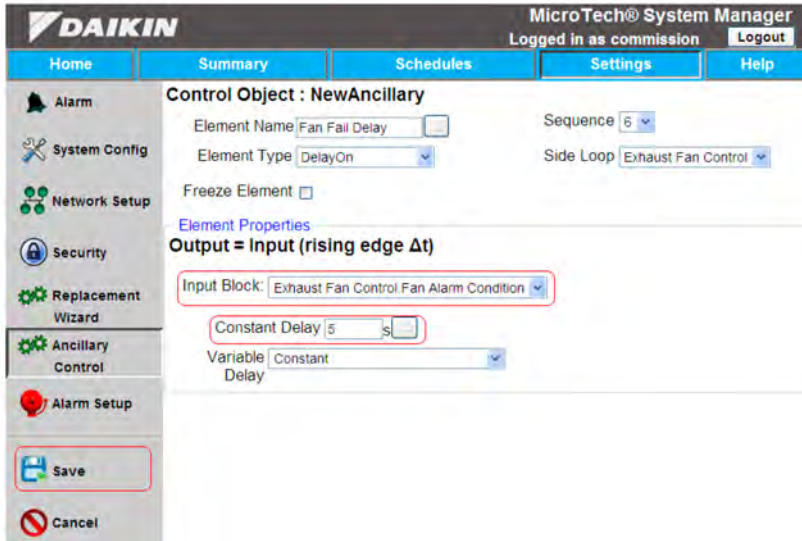 DAIKIN
MicroTech® System Manager
Logged in as commission
Logout
Home
Summary
Schedules
Settings
Help
Alarm
System Config
Network Setup
Security
Replacement
Wizard
Ancillary
Control
Alarm Setup
Save
Cancel
Control Object : NewAncillary
Element Name Fan Fail Delay
Sequence 6
Element Type DelayOn
Side Loop Exhaust Fan Control
Freeze Element
Element Properties
Output = Input (rising edge Δt)
Input Block: Exhaust Fan Control.Fan Alarm Condition
Constant Delay 5 s
Variable Constant
Delay